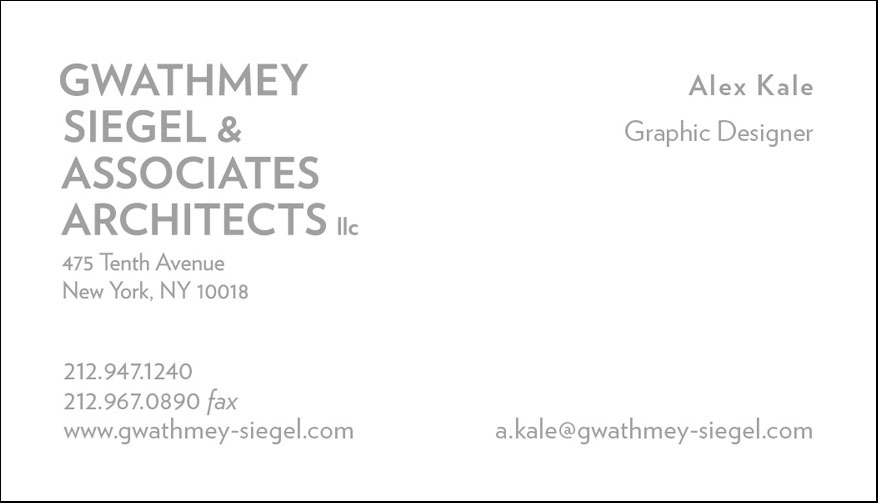 GWATHMEY
SIEGEL &
ASSOCIATES
ARCHITECTS llc
475 Tenth Avenue
New York, NY 10018
212.947.1240
212.967.0890 fax
www.gwathmey-siegel.com
Alex Kale
Graphic Designer
a.kale@gwathmey-siegel.com